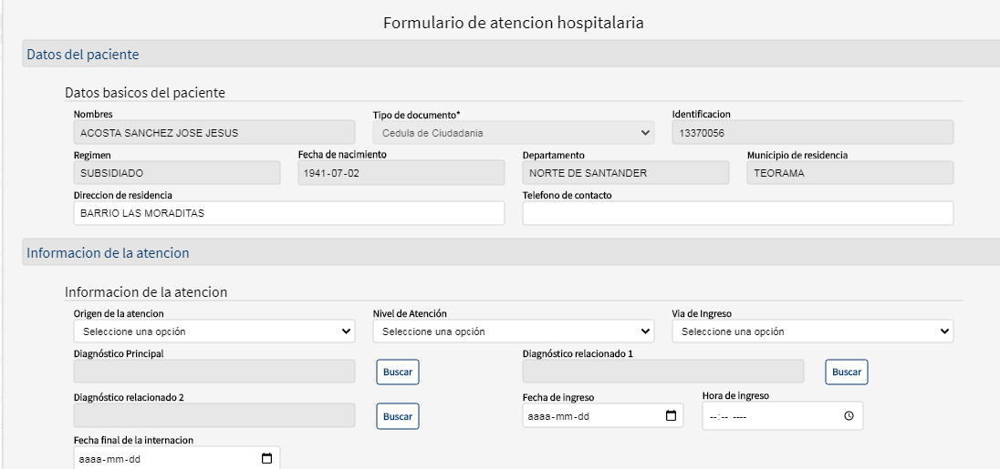 Formulario de atencion hospitalaria
Datos del paciente
Datos basicos del paciente
Nombres Tipo de documento* Identificacion
ACOSTA SANCHEZ JOSE JESUS Cedula de Ciudadania 13370056
Regimen Fecha de nacimiento Departamento Municipio de residencia
SUBSIDIADO 1941-07-02 NORTE DE SANTANDER TEORAMA
Direccion de residencia Telefono de contacto
BARRIO LAS MORADITAS
Informacion de la atencion
Informacion de la atencion
Origen de la atencion Nivel de Atención Via de Ingreso
Seleccione una opción Seleccione una opción Seleccione una opción
Diagnóstico Principal Diagnóstico relacionado 1
Buscar Buscar
Diagnóstico relacionado 2 Fecha de ingreso Hora de ingreso
Buscar aaaa-mm-dd --:-- ----
Fecha final de la internacion
aaaa-mm-dd